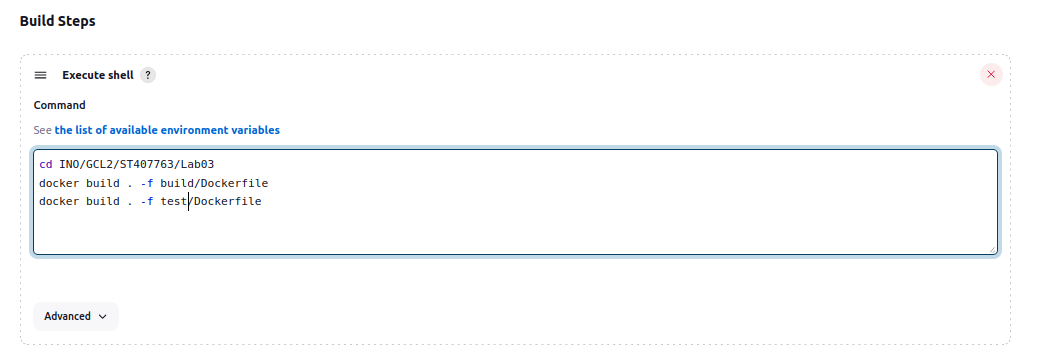 Build Steps
Execute shell ?
Command
See the list of available environment variables
cd INO/GCL2/ST407763/Lab03
docker build . -f build/Dockerfile
docker build . -f test/Dockerfile
Advanced